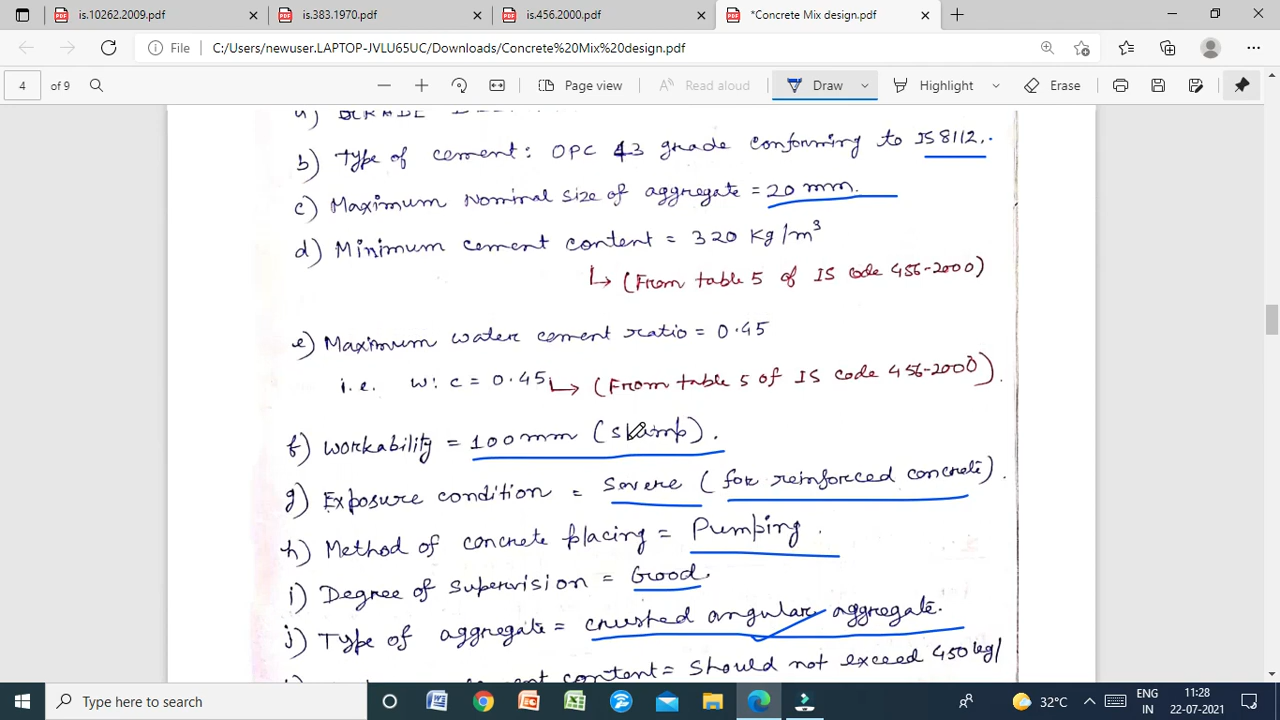 is.10262.2009.pdf
is.383.1970.pdf
is.456.2000.pdf
*Concrete Mix design.pdf
File
C:/Users/newuser.LAPTOP-JVLU65UC/Downloads/Concrete%20Mix%20design.pdf
4 of 9
Page view
Read aloud
Draw
Highlight
Erase
b) Type of cement: OPC 43 grade conforming to IS 8112.
c) Maximum Nominal size of aggregate = 20 mm.
d) Minimum cement content = 320 Kg/m³
↳ (From table 5 of IS code 456-2000)
e) Maximum water cement ratio = 0.45
i.e. w: c = 0.45 ↳ (From table 5 of IS code 456-2000).
f) Workability = 100mm (slump).
g) Exposure condition = Severe (for reinforced concrete).
h) Method of concrete placing = Pumping.
i) Degree of supervision = Good.
j) Type of aggregate = crushed angular aggregate.
cement content = Should not exceed 450 kg/
Type here to search
32°C
ENG
IN
11:28
22-07-2021